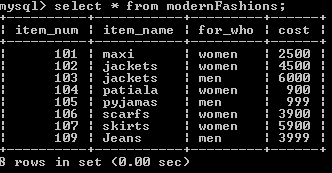 mysql> select * from modernFashions;
item_num item_name for_who cost
101 maxi women 2500
102 jackets women 4500
103 jackets men 6000
104 patiala women 900
105 pyjamas men 999
106 scarfs women 3900
107 skirts women 5900
109 Jeans men 3999
8 rows in set (0.00 sec)